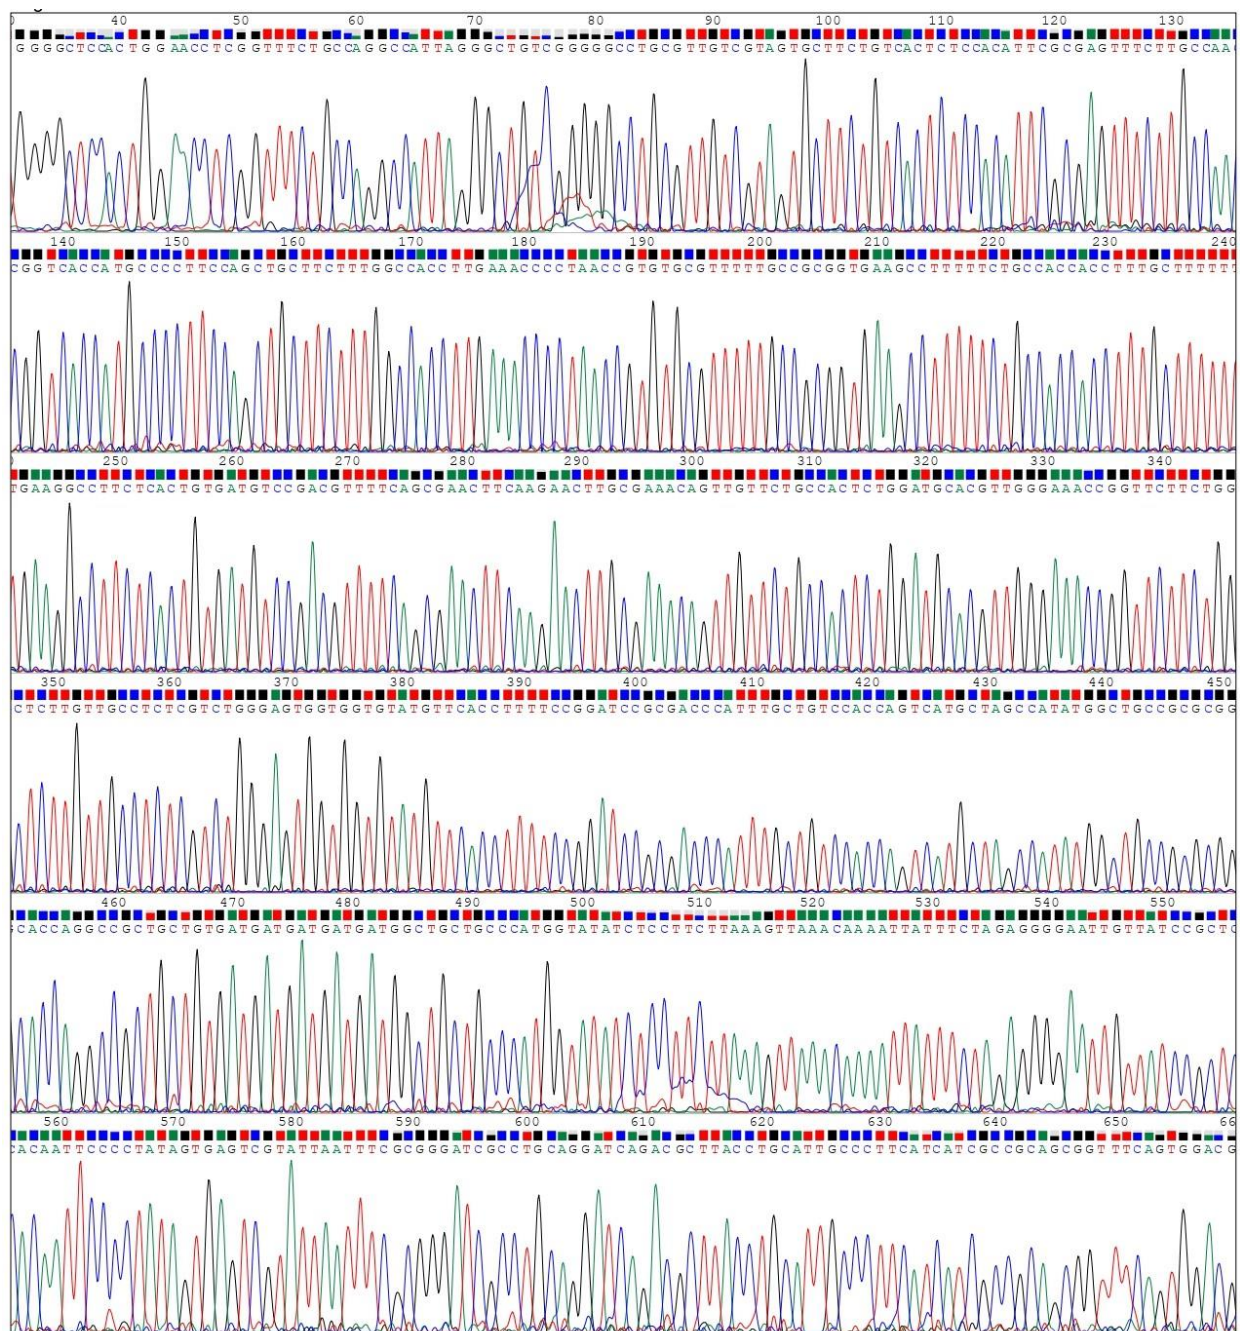 40 50 60 70 80 90 100 110 120 130
GGGGCTCCACTGGAACCTCGGTTTCTGCCAGGCCATTAGGGCTGTCGGGGGCCTGCGTTGTCGTAGTGCTTCTGTCACTCTCCACATTCGCGAGTTTCTTGCCAA
140 150 160 170 180 190 200 210 220 230 240
CGGTCACCATGCCCCTTCCAGCTGCTTCTTTGGCCACCTTGAAACCCCTAACCGTGTGCGTTTTTGCCGCGGTGAAGCCTTTTTCTGCCACCACCTTTGCTTTTTT
250 260 270 280 290 300 310 320 330 340
TGAAGGCCTTCTCACTGTGATGTCCGACGTTTTCAGCGAACTTCAAGAACTTGCGAAACAGTTGTTCTGCCACTCTGGATGCACGTTGGGAAACCGGTTCTTCTGG
350 360 370 380 390 400 410 420 430 440 450
CTCTTGTTGCCTCTCGTCTGGGAGTGGTGGTGTATGTTCACCTTTTCCGGATCCGCGACCCATTTGCTGTCCACCAGTCATGCTAGCCATATGGCTGCCGCGCGG
460 470 480 490 500 510 520 530 540 550
GCACCAGGCCGCTGCTGTGATGATGATGATGATGGCTGCTGCCCATGGTATATCTCCTTCTTAAAGTTAAACAAAATTATTTCTAGAGGGGAATTGTTATCCGCTC
560 570 580 590 600 610 620 630 640 650 66
CACAATTCCCCTATAGTGAGTCGTATTAATTTCGCGGGATCGCCTGCAGGATCAGACGCTTACCTGCATTGCCCTTCATCATCGCCGCAGCGGTTTCAGTGGACG